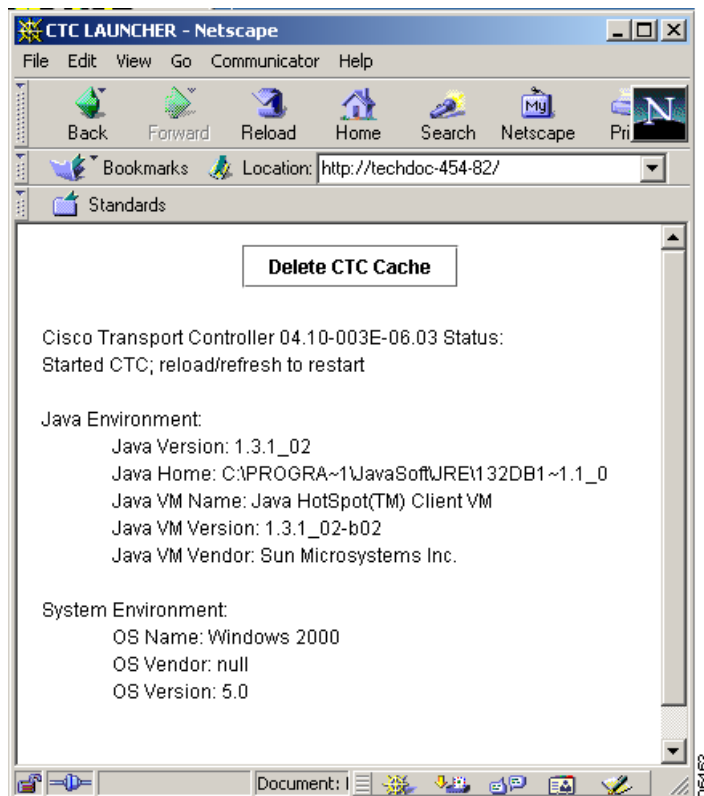 CTC LAUNCHER - Netscape
File Edit View Go Communicator Help
Back Forward Reload Home Search Netscape Pri
My
N
Bookmarks Location: http://techdoc-454-82/
Standards
Delete CTC Cache
Cisco Transport Controller 04.10-003E-06.03 Status:
Started CTC; reload/refresh to restart
Java Environment:
Java Version: 1.3.1_02
Java Home: C:\PROGRA~1\JavaSoft\JRE\132DB1~1.1_0
Java VM Name: Java HotSpot(TM) Client VM
Java VM Version: 1.3.1_02-b02
Java VM Vendor: Sun Microsystems Inc.
System Environment:
OS Name: Windows 2000
OS Vendor: null
OS Version: 5.0
Document: